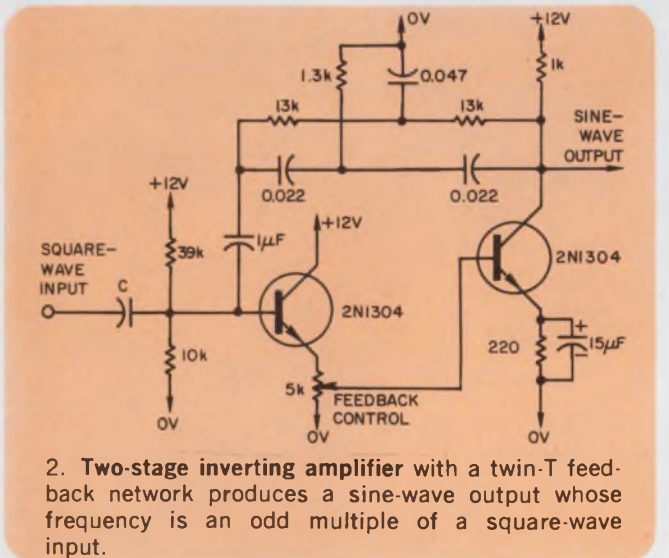 0V
+12V
1.3k
0.047
1k
13k
13k
SINE-
WAVE
OUTPUT
0.022
0.022
+12V
+12V
1μF
39k
SQUARE-
WAVE
INPUT
C
2N1304
2N1304
10k
220
15μF
+
−
5k
FEEDBACK
CONTROL
0V
0V
0V
2. Two-stage inverting amplifier with a twin-T feed-
back network produces a sine-wave output whose
frequency is an odd multiple of a square-wave
input.